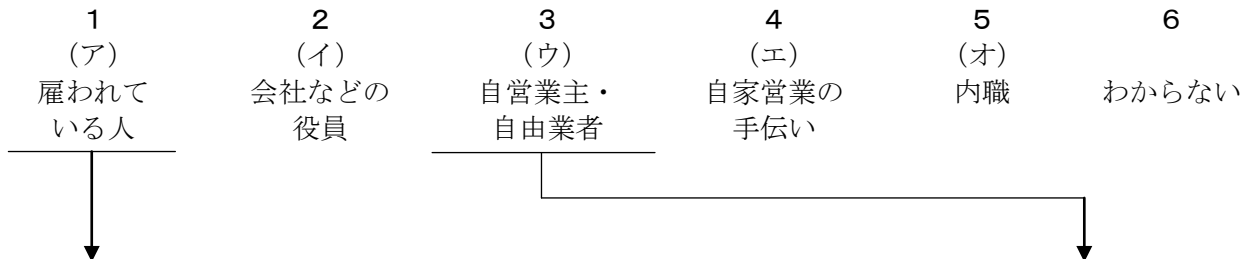 1 2 3 4 5 6
(ア) (イ) (ウ) (エ) (オ)
雇われて 会社などの 自営業主・ 自家営業の 内職 わからない
いる人 役員 自由業者 手伝い